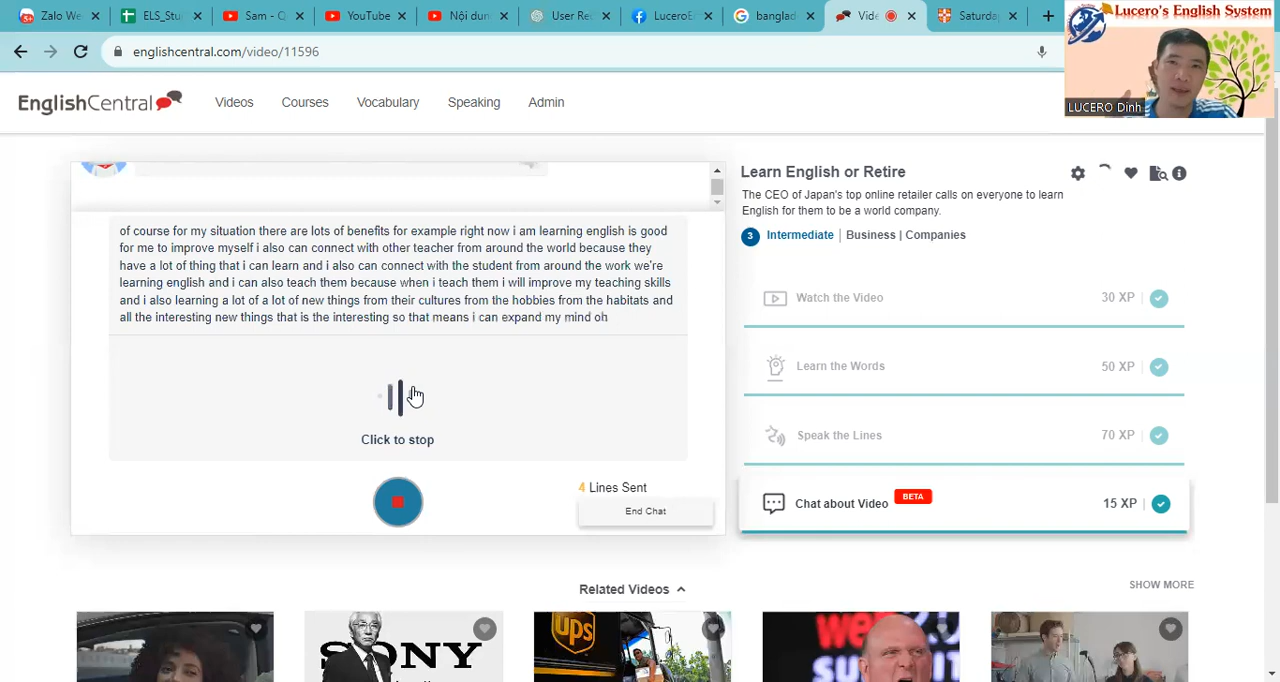 Zalo We
ELS_Stu
Sam - Q
YouTube
Nội dun
User Rec
LuceroE
banglad
Vid
Saturda
Lucero's English System
englishcentral.com/video/11596
LUCERO Dinh
EnglishCentral
Videos
Courses
Vocabulary
Speaking
Admin
of course for my situation there are lots of benefits for example right now i am learning english is good
for me to improve myself i also can connect with other teacher from around the world because they
have a lot of thing that i can learn and i also can connect with the student from around the work we're
learning english and i can also teach them because when i teach them i will improve my teaching skills
and i also learning a lot of a lot of new things from their cultures from the hobbies from the habitats and
all the interesting new things that is the interesting so that means i can expand my mind oh
Click to stop
4 Lines Sent
End Chat
Learn English or Retire
The CEO of Japan's top online retailer calls on everyone to learn
English for them to be a world company.
3 Intermediate | Business | Companies
Watch the Video 30 XP
Learn the Words 50 XP
Speak the Lines 70 XP
Chat about Video BETA 15 XP
Related Videos
SHOW MORE
SONY
ups